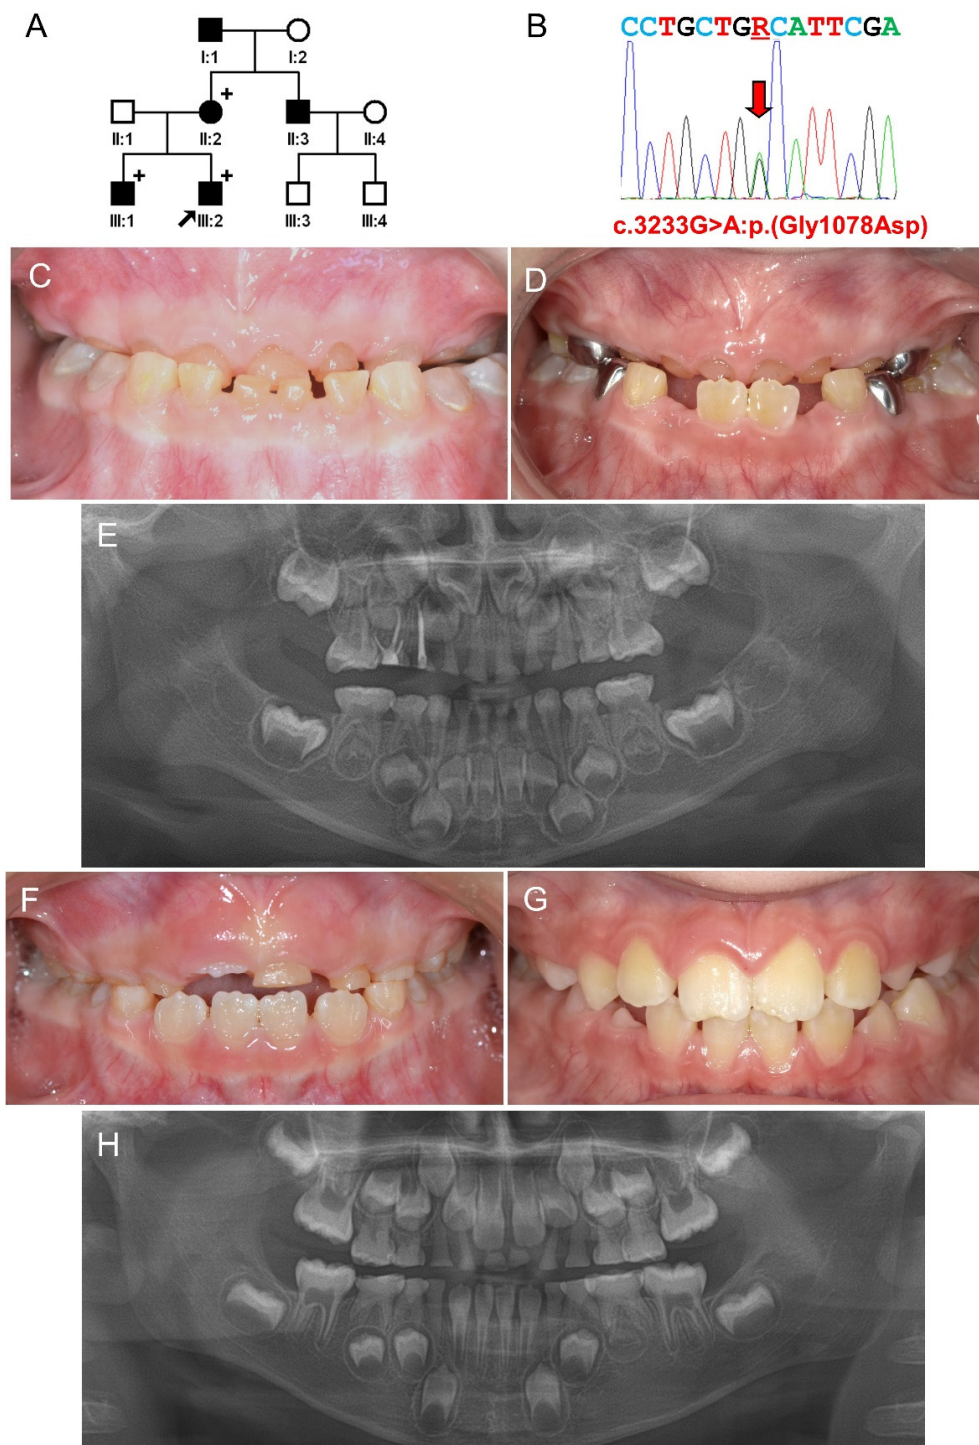 A
I:1
I:2
+
II:1
II:2
II:3
II:4
+
+
III:1
III:2
III:3
III:4
B
CCTGCTGRCATTCGA
c.3233G>A:p.(Gly1078Asp)
C
D
E
F
G
H